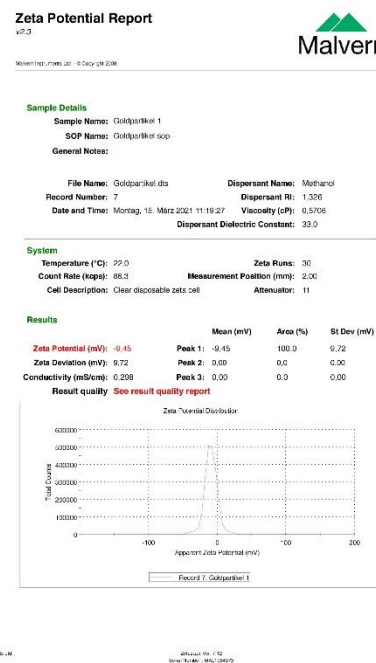 Zeta Potential Report
v2.3
Malvern
Malvern Instruments Ltd - © Copyright 2008
Sample Details
Sample Name: Goldpartikel 1
SOP Name: Goldpartikel.sop
General Notes:
File Name: Goldpartikel.dts Dispersant Name: Methanol
Record Number: 7 Dispersant RI: 1,326
Date and Time: Montag, 15. März 2021 11:19:27 Viscosity (cP): 0,5706
Dispersant Dielectric Constant: 33,0
System
Temperature (°C): 22,0 Zeta Runs: 30
Count Rate (kcps): 86,3 Measurement Position (mm): 2,00
Cell Description: Clear disposable zeta cell Attenuator: 11
Results
Mean (mV) Area (%) St Dev (mV)
Zeta Potential (mV): -9,45 Peak 1: -9,45 100,0 9,72
Zeta Deviation (mV): 9,72 Peak 2: 0,00 0,0 0,00
Conductivity (mS/cm): 0,298 Peak 3: 0,00 0,0 0,00
Result quality See result quality report
Zeta Potential Distribution
600000
500000
400000
300000
200000
100000
0
Total Counts
-100 0 100 200
Apparent Zeta Potential (mV)
Record 7: Goldpartikel 1